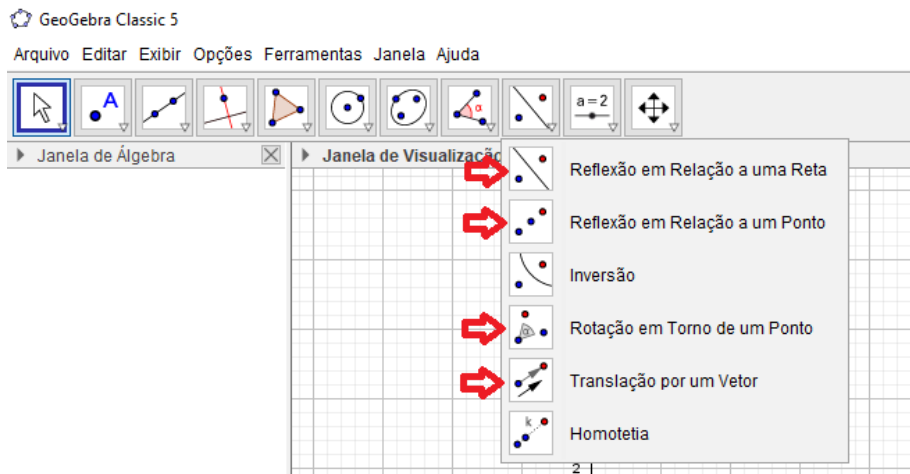 GeoGebra Classic 5
Arquivo Editar Exibir Opções Ferramentas Janela Ajuda
A
α
a = 2
Janela de Álgebra
Janela de Visualização
Reflexão em Relação a uma Reta
Reflexão em Relação a um Ponto
Inversão
α
Rotação em Torno de um Ponto
Translação por um Vetor
k
Homotetia
2